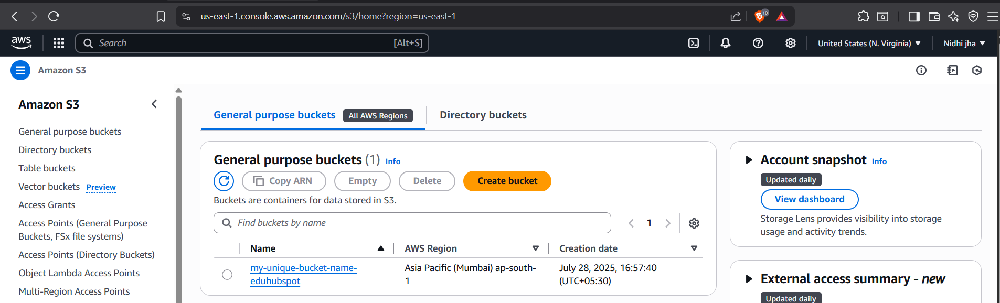 us-east-1.console.aws.amazon.com/s3/home?region=us-east-1
10
aws
Search
[Alt+S]
United States (N. Virginia)
Nidhi jha
Amazon S3
Amazon S3
General purpose buckets
Directory buckets
Table buckets
Vector buckets Preview
Access Grants
Access Points (General Purpose
Buckets, FSx file systems)
Access Points (Directory Buckets)
Object Lambda Access Points
Multi-Region Access Points
General purpose buckets All AWS Regions
Directory buckets
General purpose buckets (1) Info
Copy ARN
Empty
Delete
Create bucket
Buckets are containers for data stored in S3.
Find buckets by name
1
Name
AWS Region
Creation date
my-unique-bucket-name-
eduhubspot
Asia Pacific (Mumbai) ap-south-
1
July 28, 2025, 16:57:40
(UTC+05:30)
Account snapshot Info
Updated daily
View dashboard
Storage Lens provides visibility into storage
usage and activity trends.
External access summary - new
Updated daily